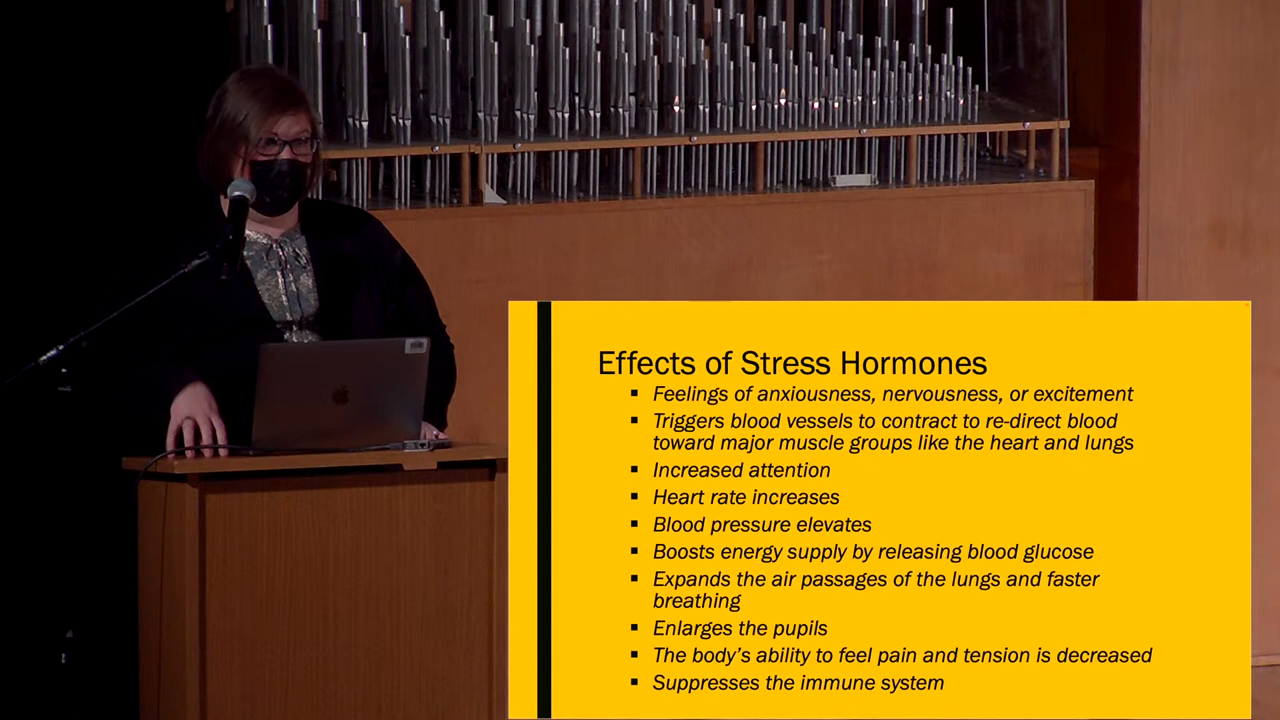 Effects of Stress Hormones
▪ Feelings of anxiousness, nervousness, or excitement
▪ Triggers blood vessels to contract to re-direct blood
toward major muscle groups like the heart and lungs
▪ Increased attention
▪ Heart rate increases
▪ Blood pressure elevates
▪ Boosts energy supply by releasing blood glucose
▪ Expands the air passages of the lungs and faster
breathing
▪ Enlarges the pupils
▪ The body's ability to feel pain and tension is decreased
▪ Suppresses the immune system